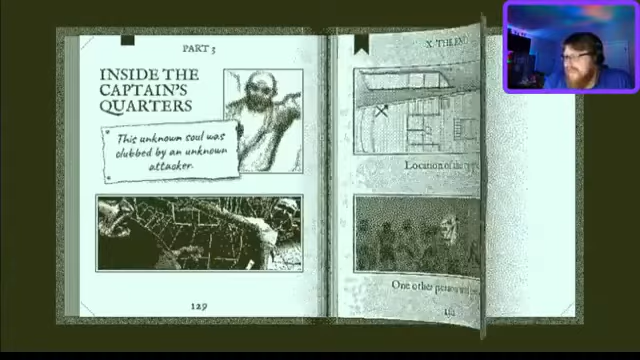 PART 3
INSIDE THE
CAPTAIN'S
QUARTERS
This unknown soul was
clubbed by an unknown
attacker.
129
X. THE
Location of the
One other person